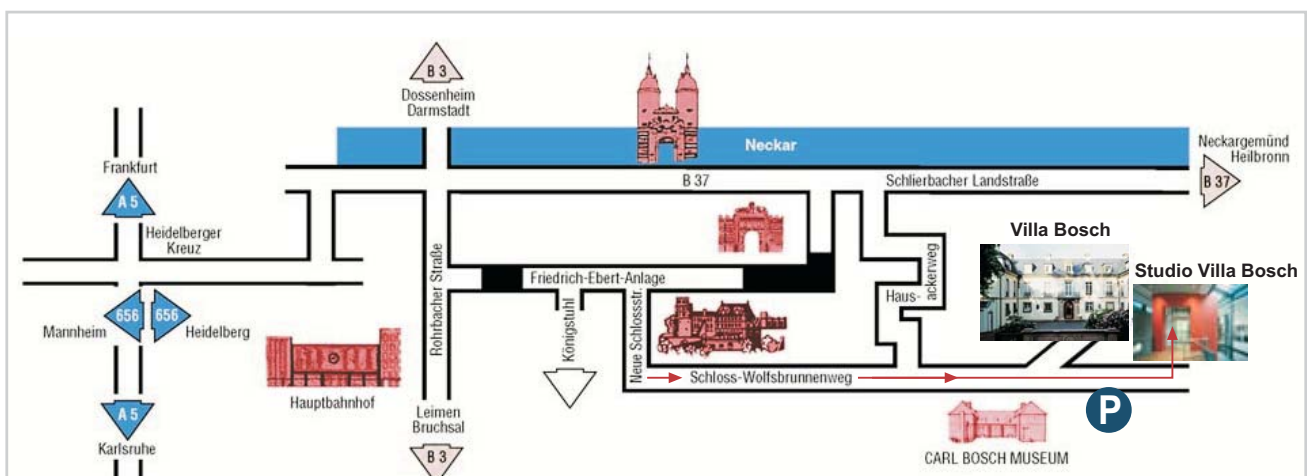 B 3
Dossenheim
Darmstadt
Neckar
Neckargemünd
Heilbronn
B 37
Frankfurt
A 5
B 37
Schlierbacher Landstraße
Heidelberger
Kreuz
Villa Bosch
Studio Villa Bosch
Friedrich-Ebert-Anlage
Rohrbacher Straße
Königstuhl
Neue Schlossstr.
Haus-
ackerweg
656
656
Mannheim
Heidelberg
Hauptbahnhof
Schloss-Wolfsbrunnenweg
P
A 5
Karlsruhe
Leimen
Bruchsal
B 3
CARL BOSCH MUSEUM